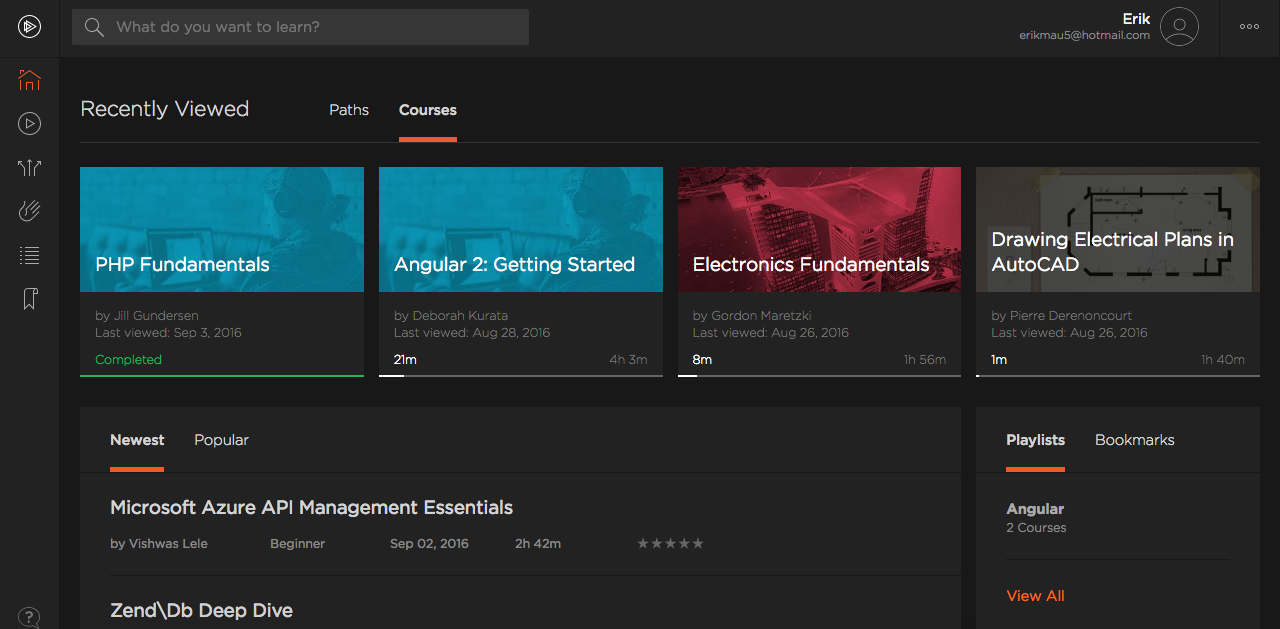 What do you want to learn?
Erik
erikmau5@hotmail.com
Recently Viewed
Paths
Courses
PHP Fundamentals
by Jill Gundersen
Last viewed: Sep 3, 2016
Completed
Angular 2: Getting Started
by Deborah Kurata
Last viewed: Aug 28, 2016
21m
4h 3m
Electronics Fundamentals
by Gordon Maretzki
Last viewed: Aug 26, 2016
8m
1h 56m
Drawing Electrical Plans in
AutoCAD
by Pierre Derenoncourt
Last viewed: Aug 26, 2016
1m
1h 40m
Newest
Popular
Microsoft Azure API Management Essentials
by Vishwas Lele
Beginner
Sep 02, 2016
2h 42m
Zend\Db Deep Dive
Playlists
Bookmarks
Angular
2 Courses
View All
?